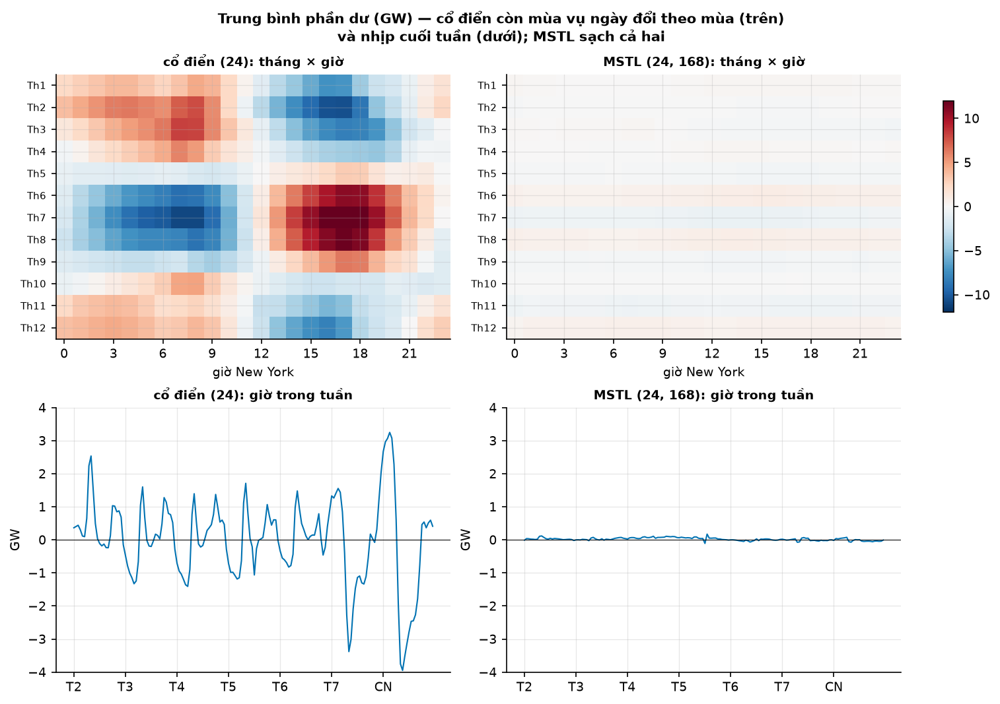 Trung bình phần dư (GW) — cổ điển còn mùa vụ ngày đổi theo mùa (trên)
và nhịp cuối tuần (dưới); MSTL sạch cả hai
cổ điển (24): tháng × giờ
Th1
Th2
Th3
Th4
Th5
Th6
Th7
Th8
Th9
Th10
Th11
Th12
0 3 6 9 12 15 18 21
giờ New York
MSTL (24, 168): tháng × giờ
Th1
Th2
Th3
Th4
Th5
Th6
Th7
Th8
Th9
Th10
Th11
Th12
0 3 6 9 12 15 18 21
giờ New York
10
5
0
−5
−10
cổ điển (24): giờ trong tuần
GW
4
3
2
1
0
−1
−2
−3
−4
T2 T3 T4 T5 T6 T7 CN
MSTL (24, 168): giờ trong tuần
GW
4
3
2
1
0
−1
−2
−3
−4
T2 T3 T4 T5 T6 T7 CN